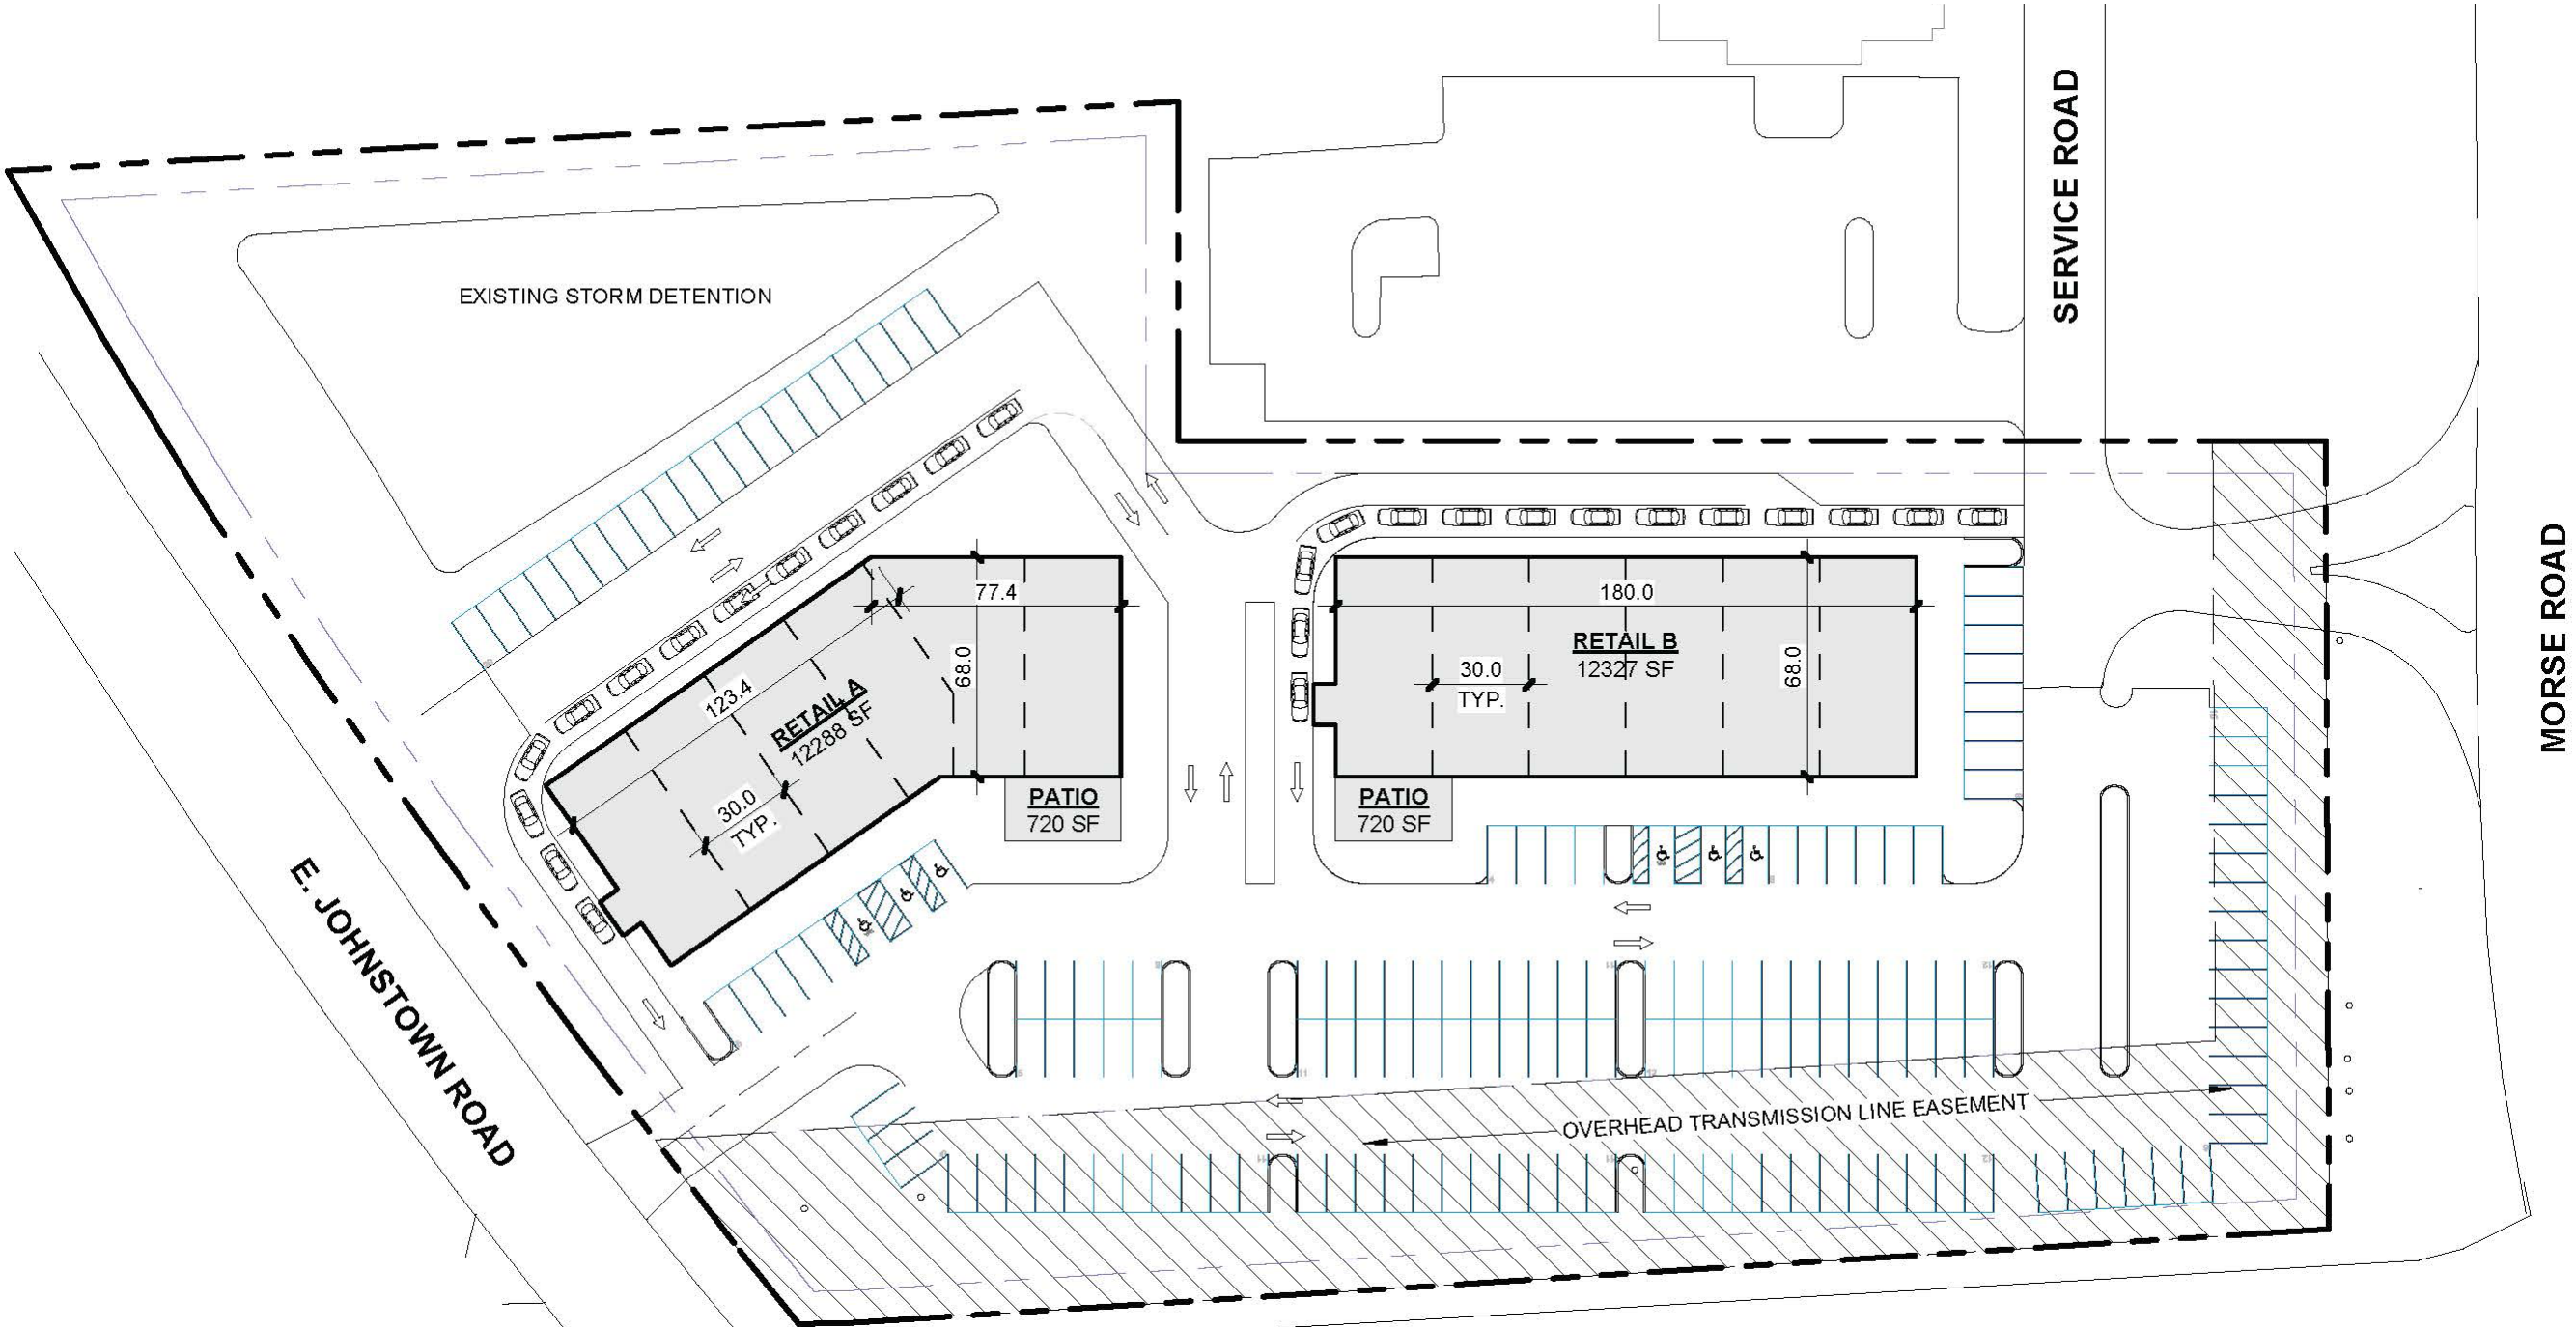 SERVICE ROAD
EXISTING STORM DETENTION
MORSE ROAD
77.4
68.0
123.4
RETAIL A
12288 SF
30.0
TYP.
PATIO
720 SF
180.0
RETAIL B
12327 SF
68.0
30.0
TYP.
PATIO
720 SF
E. JOHNSTOWN ROAD
OVERHEAD TRANSMISSION LINE EASEMENT